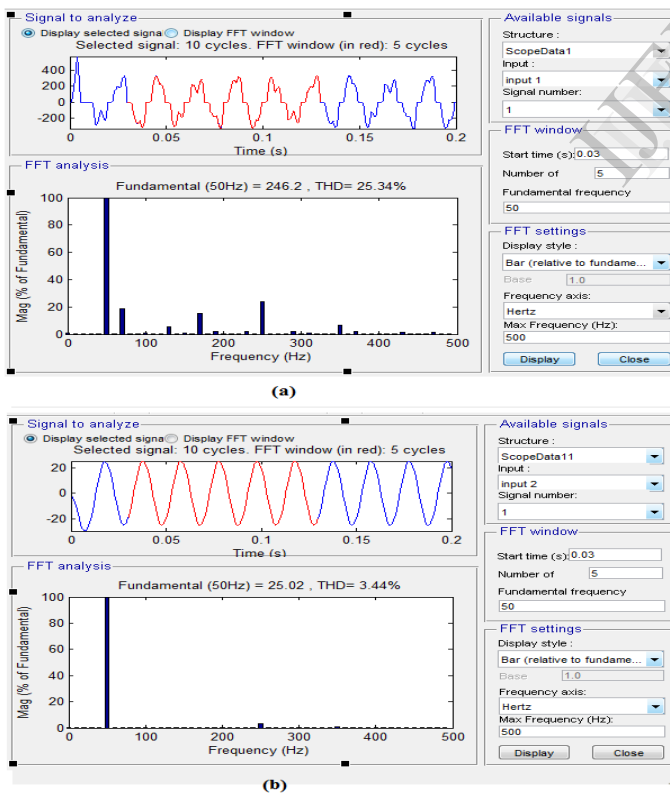 Signal to analyze
Display selected signa Display FFT window
Selected signal: 10 cycles. FFT window (in red): 5 cycles
400
200
0
-200
0 0.05 0.1 0.15 0.2
Time (s)
FFT analysis
Fundamental (50Hz) = 246.2 , THD= 25.34%
Mag (% of Fundamental)
100
80
60
40
20
0
0 100 200 300 400 500
Frequency (Hz)
Available signals
Structure :
ScopeData1
Input :
input 1
Signal number:
1
FFT window
Start time (s): 0.03
Number of 5
Fundamental frequency
50
FFT settings
Display style :
Bar (relative to fundame...
Base 1.0
Frequency axis:
Hertz
Max Frequency (Hz):
500
Display Close
(a)
Signal to analyze
Display selected signa Display FFT window
Selected signal: 10 cycles. FFT window (in red): 5 cycles
20
0
-20
0 0.05 0.1 0.15 0.2
Time (s)
FFT analysis
Fundamental (50Hz) = 25.02 , THD= 3.44%
Mag (% of Fundamental)
100
80
60
40
20
0
0 100 200 300 400 500
Frequency (Hz)
Available signals
Structure :
ScopeData11
Input :
input 2
Signal number:
1
FFT window
Start time (s): 0.03
Number of 5
Fundamental frequency
50
FFT settings
Display style :
Bar (relative to fundame...
Base 1.0
Frequency axis:
Hertz
Max Frequency (Hz):
500
Display Close
(b)